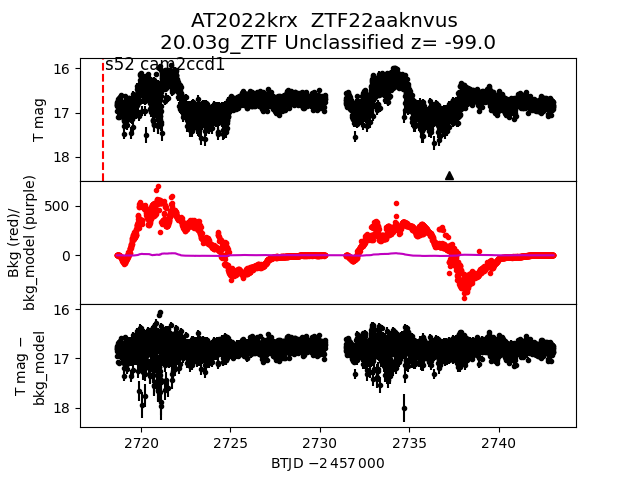 AT2022krx  ZTF22aaknvus
20.03g_ZTF Unclassified z= -99.0
s52 cam2ccd1
T mag
16
17
18
Bkg (red)/
bkg_model (purple)
500
0
T mag −
bkg_model
16
17
18
2720
2725
2730
2735
2740
BTJD −2 457 000